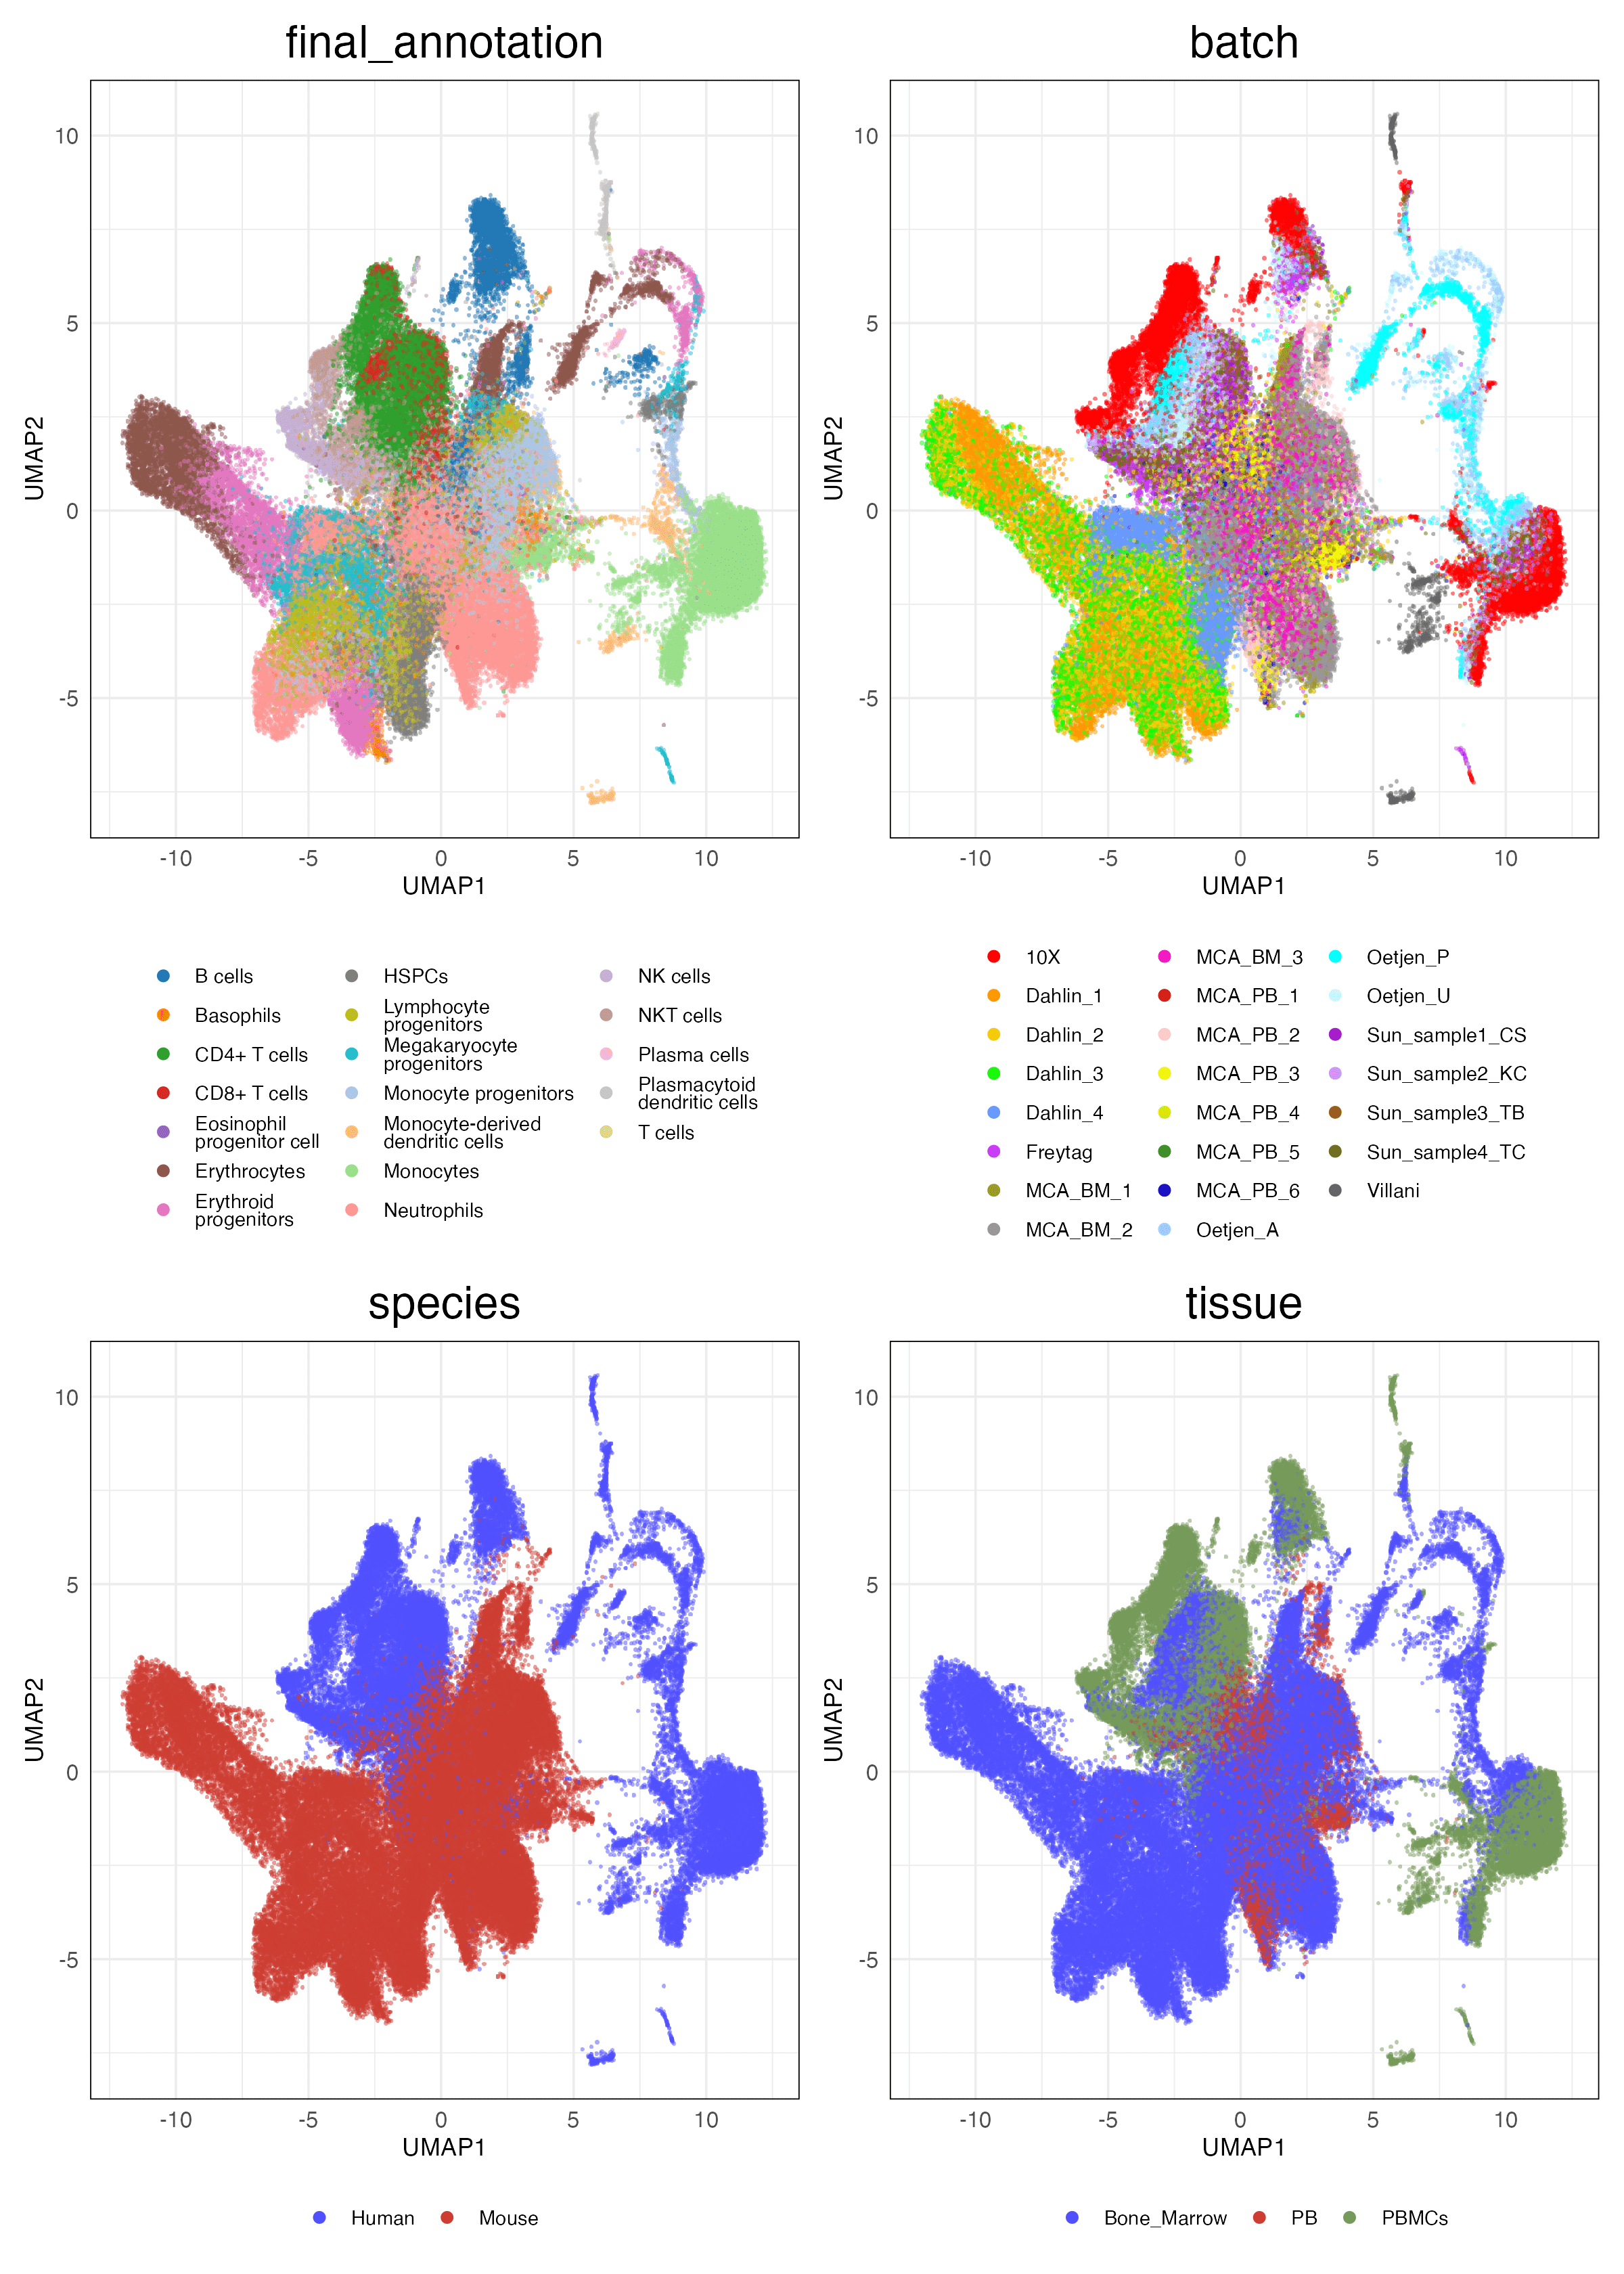 final_annotation
batch
10
5
0
-5
UMAP2
-10
-5
0
5
10
UMAP1
10
5
0
-5
UMAP2
-10
-5
0
5
10
UMAP1
B cells
Basophils
CD4+ T cells
CD8+ T cells
Eosinophil
progenitor cell
Erythrocytes
Erythroid
progenitors
HSPCs
Lymphocyte
progenitors
Megakaryocyte
progenitors
Monocyte progenitors
Monocyte-derived
dendritic cells
Monocytes
Neutrophils
NK cells
NKT cells
Plasma cells
Plasmacytoid
dendritic cells
T cells
10X
Dahlin_1
Dahlin_2
Dahlin_3
Dahlin_4
Freytag
MCA_BM_1
MCA_BM_2
MCA_BM_3
MCA_PB_1
MCA_PB_2
MCA_PB_3
MCA_PB_4
MCA_PB_5
MCA_PB_6
Oetjen_A
Oetjen_P
Oetjen_U
Sun_sample1_CS
Sun_sample2_KC
Sun_sample3_TB
Sun_sample4_TC
Villani
species
tissue
10
5
0
-5
UMAP2
-10
-5
0
5
10
UMAP1
10
5
0
-5
UMAP2
-10
-5
0
5
10
UMAP1
Human
Mouse
Bone_Marrow
PB
PBMCs